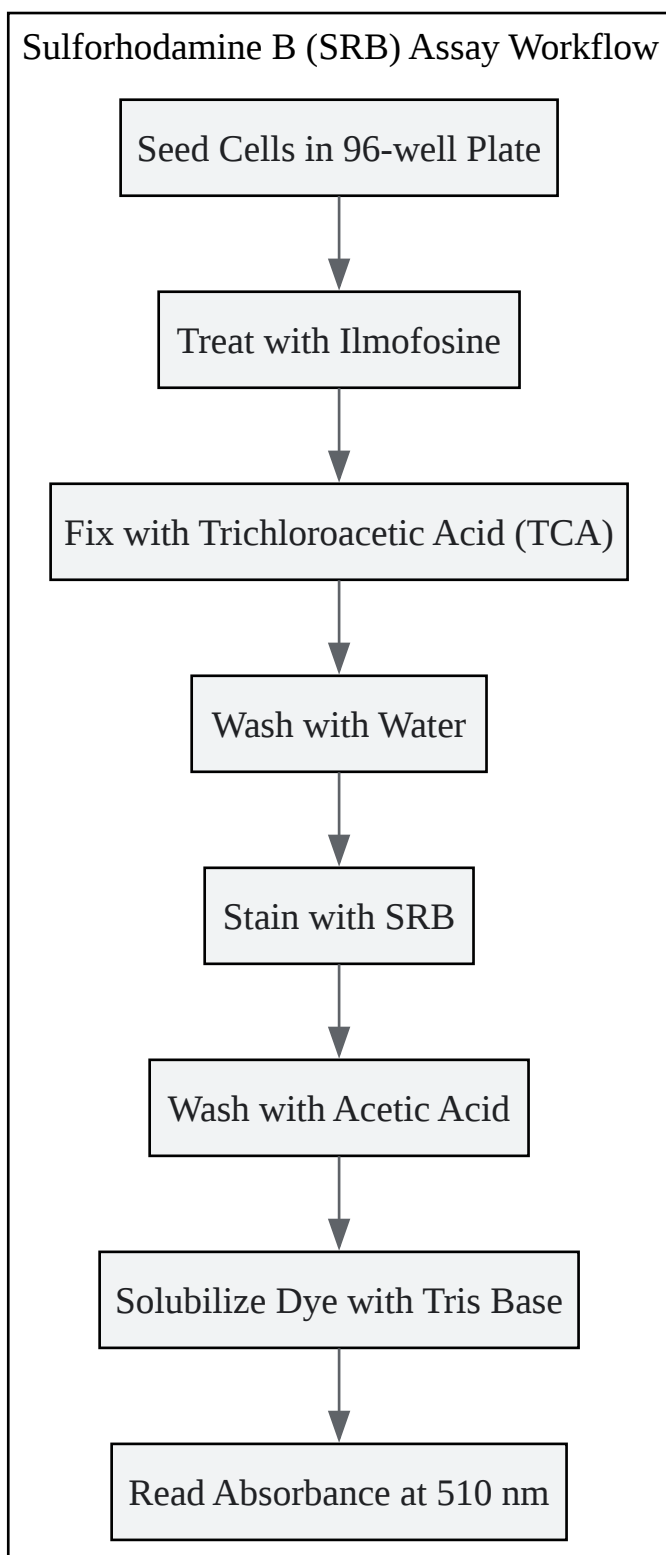 Sulforhodamine B (SRB) Assay Workflow
Seed Cells in 96-well Plate
Treat with Ilmofosine
Fix with Trichloroacetic Acid (TCA)
Wash with Water
Stain with SRB
Wash with Acetic Acid
Solubilize Dye with Tris Base
Read Absorbance at 510 nm